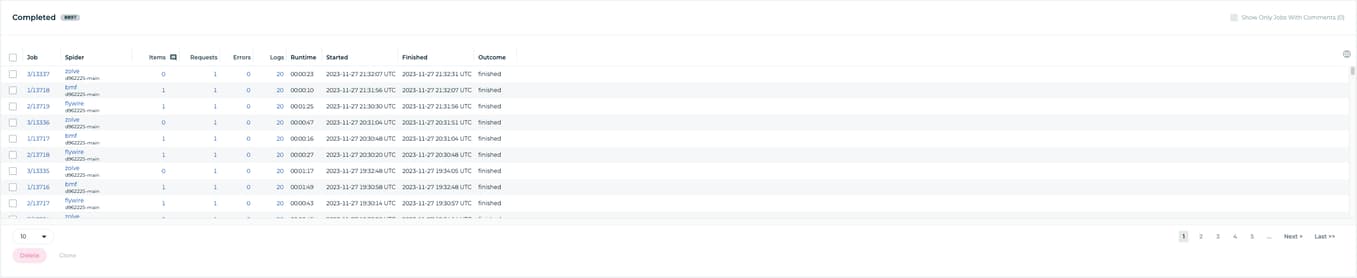 Completed
Show Only Jobs With Comments (0)
Job Spider Items Requests Errors Logs Runtime Started Finished Outcome
3/13337 zolve 0 1 0 20 00:00:23 2023-11-27 21:32:07 UTC 2023-11-27 21:32:31 UTC finished
d962225-main
1/13718 bmf 1 1 0 20 00:00:10 2023-11-27 21:31:56 UTC 2023-11-27 21:32:07 UTC finished
d962225-main
2/13719 flywire 1 1 0 20 00:01:25 2023-11-27 21:30:30 UTC 2023-11-27 21:31:56 UTC finished
d962225-main
3/13336 zolve 0 1 0 20 00:00:47 2023-11-27 20:31:04 UTC 2023-11-27 20:31:51 UTC finished
d962225-main
1/13717 bmf 1 1 0 20 00:00:16 2023-11-27 20:30:48 UTC 2023-11-27 20:31:04 UTC finished
d962225-main
2/13718 flywire 1 1 0 20 00:00:27 2023-11-27 20:30:20 UTC 2023-11-27 20:30:48 UTC finished
d962225-main
3/13335 zolve 0 1 0 20 00:01:17 2023-11-27 19:32:48 UTC 2023-11-27 19:34:05 UTC finished
d962225-main
1/13716 bmf 1 1 0 20 00:01:49 2023-11-27 19:30:58 UTC 2023-11-27 19:32:48 UTC finished
d962225-main
2/13717 flywire 1 1 0 20 00:00:43 2023-11-27 19:30:14 UTC 2023-11-27 19:30:57 UTC finished
d962225-main
zolve
10
1 2 3 4 5 ... Next > Last >>
Delete Clone